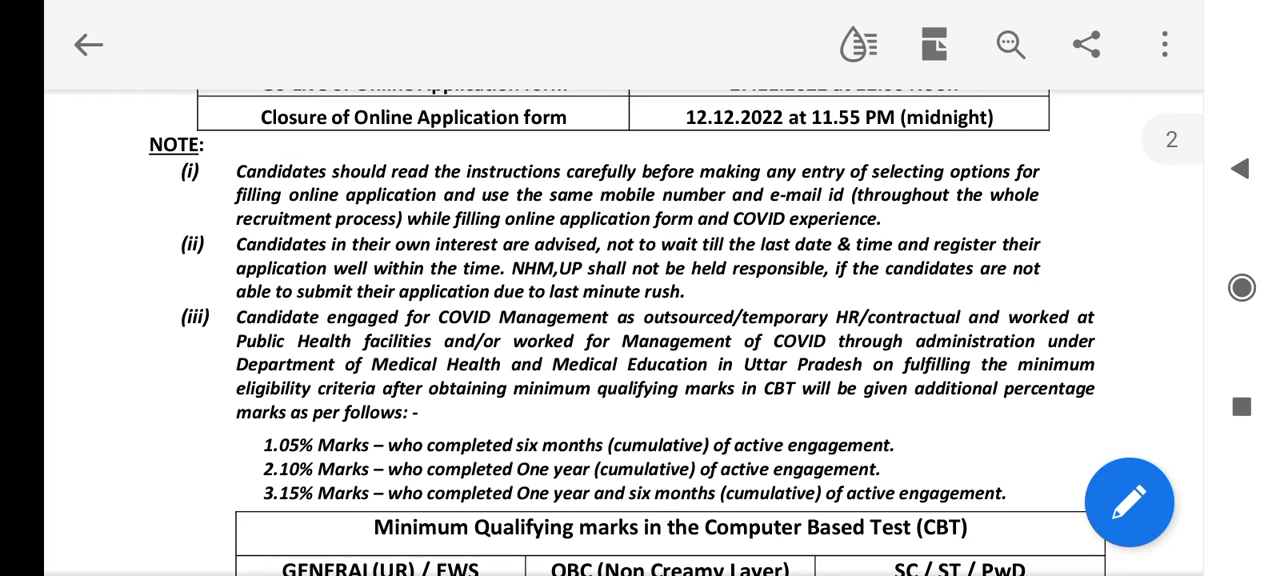 Closure of Online Application form 12.12.2022 at 11.55 PM (midnight)
2
NOTE:
(i) Candidates should read the instructions carefully before making any entry of selecting options for
filling online application and use the same mobile number and e-mail id (throughout the whole
recruitment process) while filling online application form and COVID experience.
(ii) Candidates in their own interest are advised, not to wait till the last date & time and register their
application well within the time. NHM,UP shall not be held responsible, if the candidates are not
able to submit their application due to last minute rush.
(iii) Candidate engaged for COVID Management as outsourced/temporary HR/contractual and worked at
Public Health facilities and/or worked for Management of COVID through administration under
Department of Medical Health and Medical Education in Uttar Pradesh on fulfilling the minimum
eligibility criteria after obtaining minimum qualifying marks in CBT will be given additional percentage
marks as per follows: -
1.05% Marks – who completed six months (cumulative) of active engagement.
2.10% Marks – who completed One year (cumulative) of active engagement.
3.15% Marks – who completed One year and six months (cumulative) of active engagement.
Minimum Qualifying marks in the Computer Based Test (CBT)
GENERAL(UR) / EWS OBC (Non Creamy Layer) SC / ST / PwD